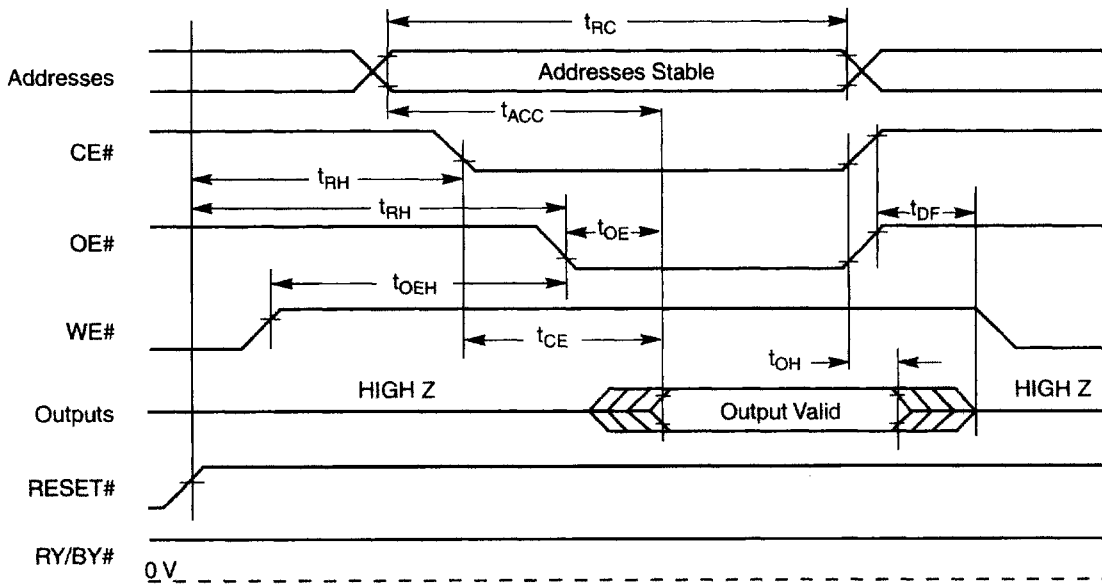 tRC
Addresses
Addresses Stable
tACC
CE#
tRH
tRH
tDF
OE#
tOE
tOEH
WE#
tCE
tOH
HIGH Z
HIGH Z
Outputs
Output Valid
RESET#
RY/BY#
0 V